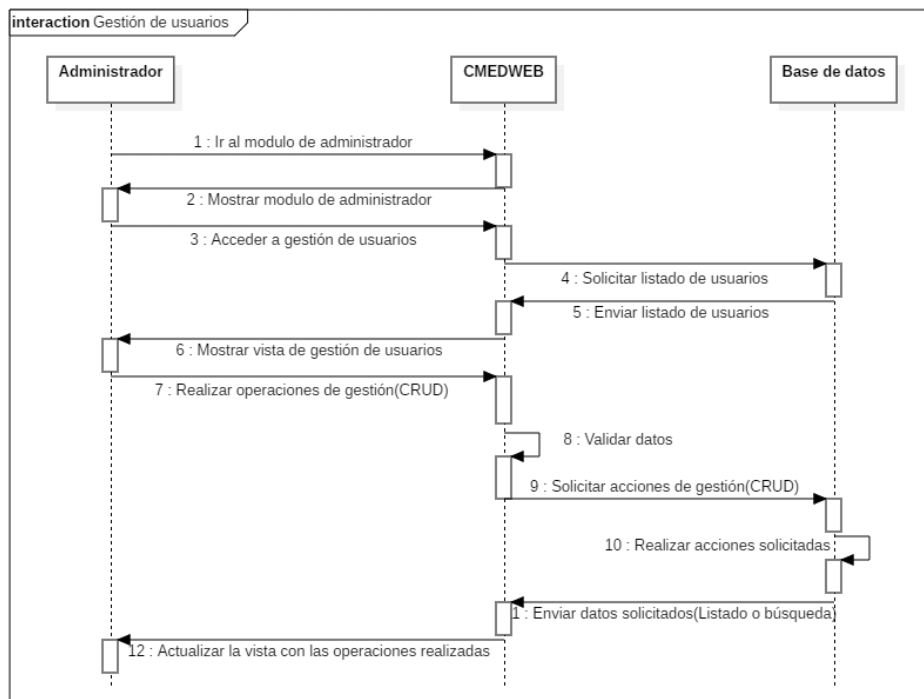 interaction Gestión de usuarios
Administrador
CMEDWEB
Base de datos
1 : Ir al modulo de administrador
2 : Mostrar modulo de administrador
3 : Acceder a gestión de usuarios
4 : Solicitar listado de usuarios
5 : Enviar listado de usuarios
6 : Mostrar vista de gestión de usuarios
7 : Realizar operaciones de gestión(CRUD)
8 : Validar datos
9 : Solicitar acciones de gestión(CRUD)
10 : Realizar acciones solicitadas
1 : Enviar datos solicitados(Listado o búsqueda)
12 : Actualizar la vista con las operaciones realizadas